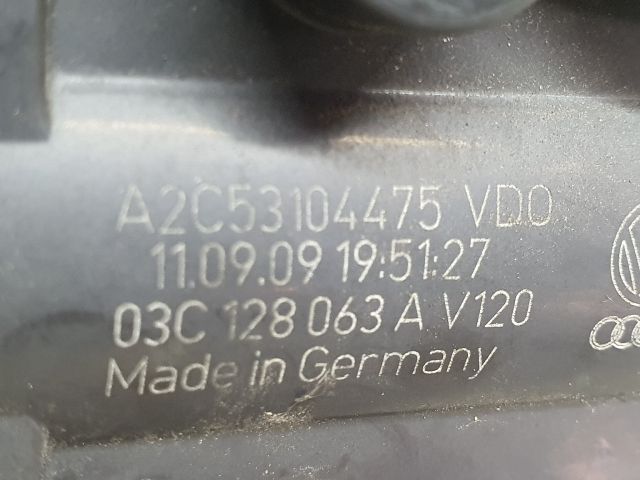 A2C53104475 VDO
11.09.09 19:51:27
03C 128 063 A V120
Made in Germany